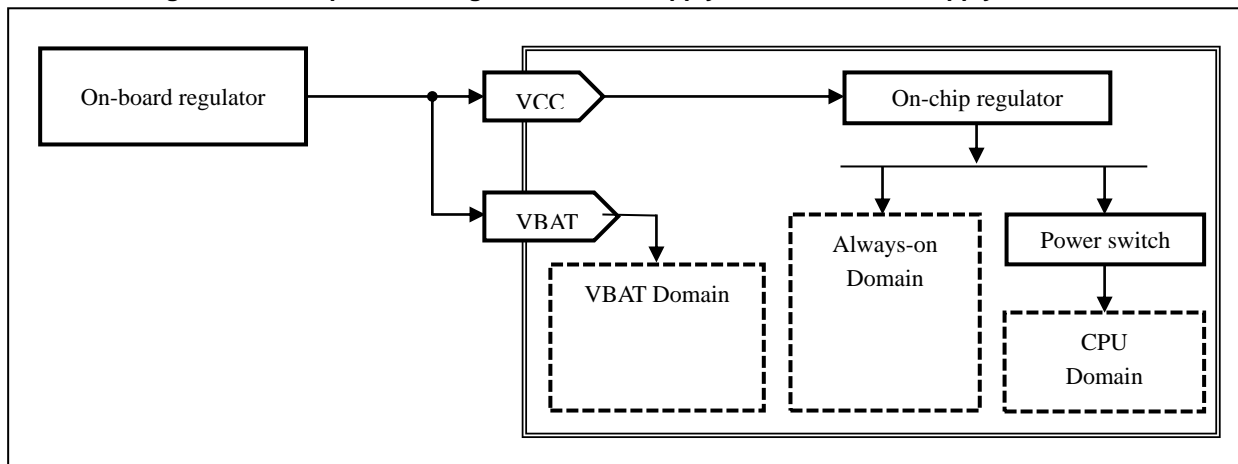 On-board regulator
VCC
On-chip regulator
VBAT
Always-on
Domain
Power switch
VBAT Domain
CPU
Domain